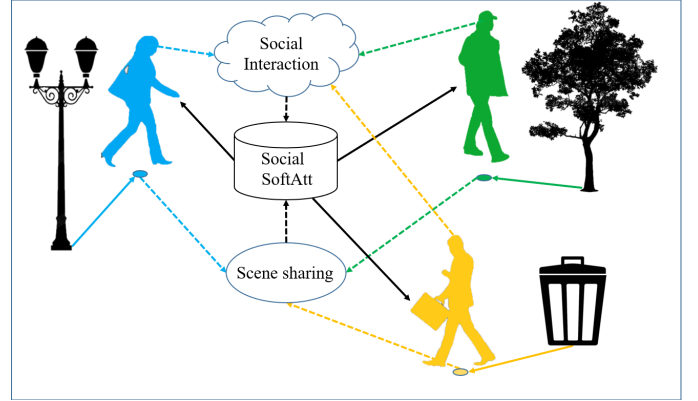 Social
Interaction
Social
SoftAtt
Scene sharing